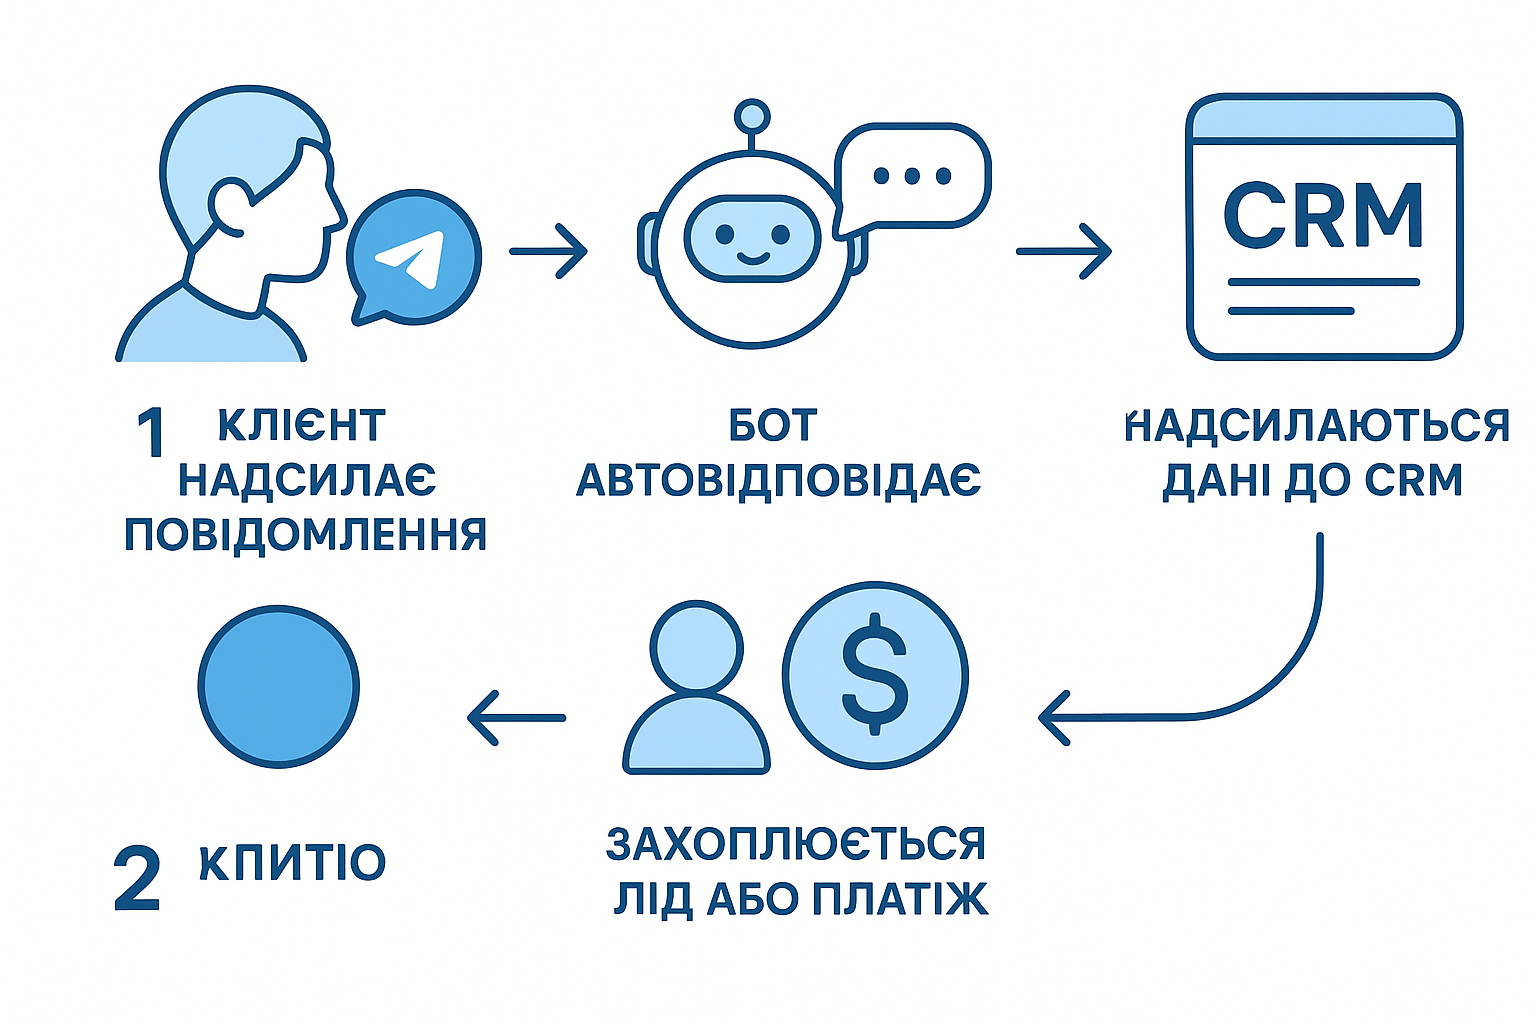 CRM
1 КЛІЄНТ
НАДСИЛАЄ
ПОВІДОМЛЕННЯ
БОТ
АВТОВІДПОВІДАЄ
НАДСИЛАЮТЬСЯ
ДАНІ ДО CRM
$
ЗАХОПЛЮЄТЬСЯ
ЛІД АБО ПЛАТІЖ
2 КПИТІО